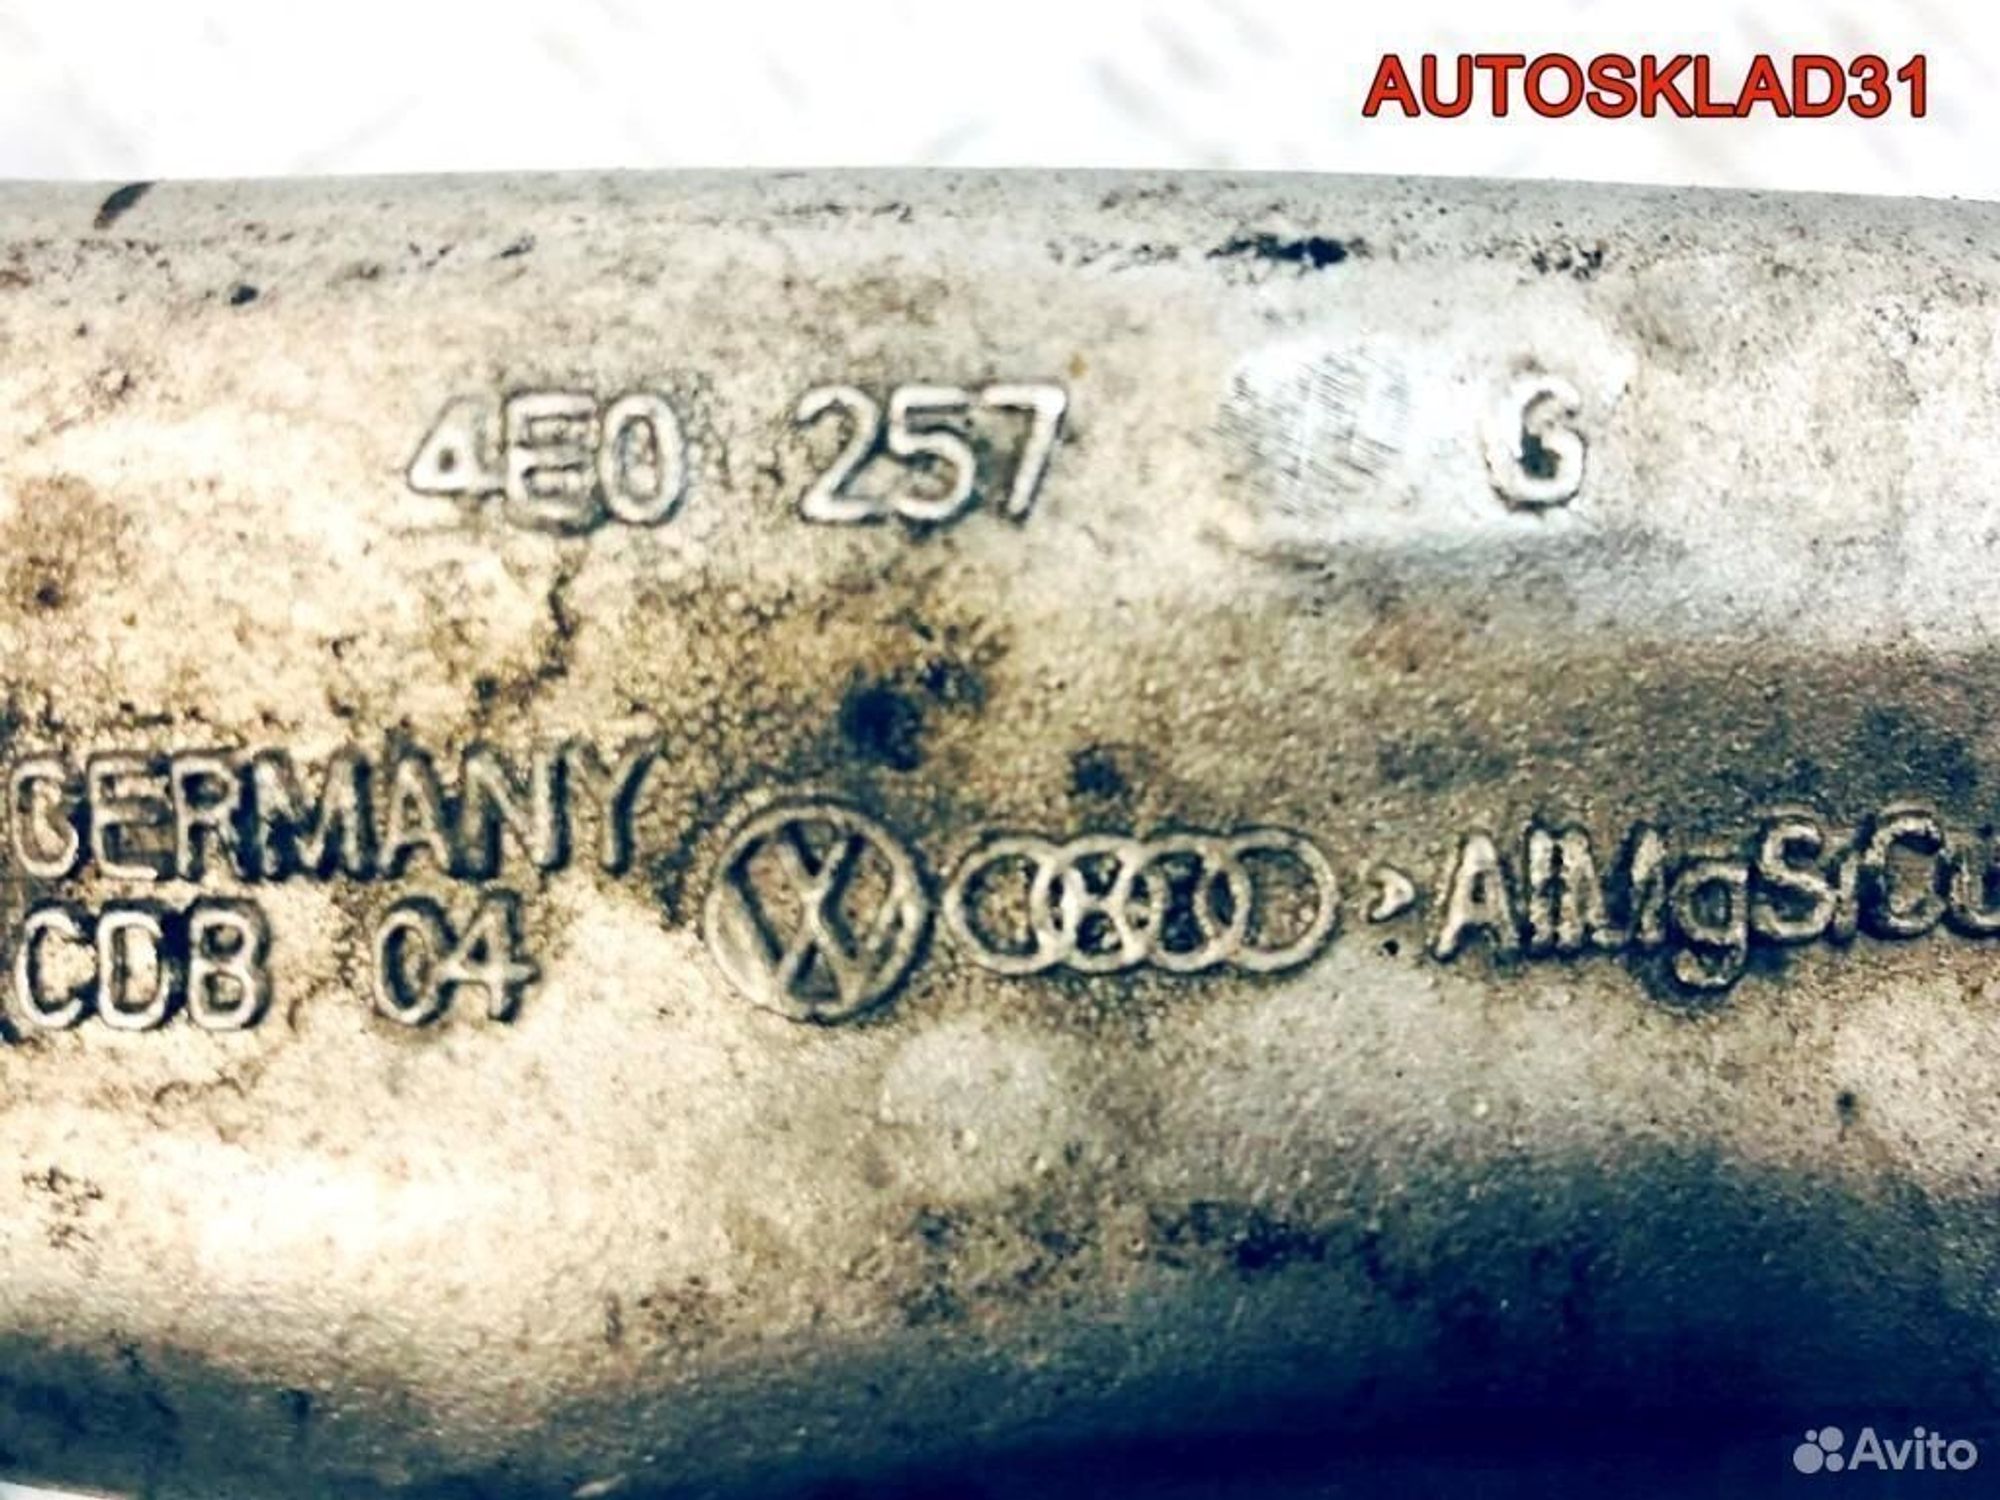 AUTOSKLAD31
4E0 257 G
GERMANY
CDB 04
>AlMgSiCu
Avito